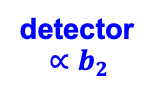 detector
∝ b₂